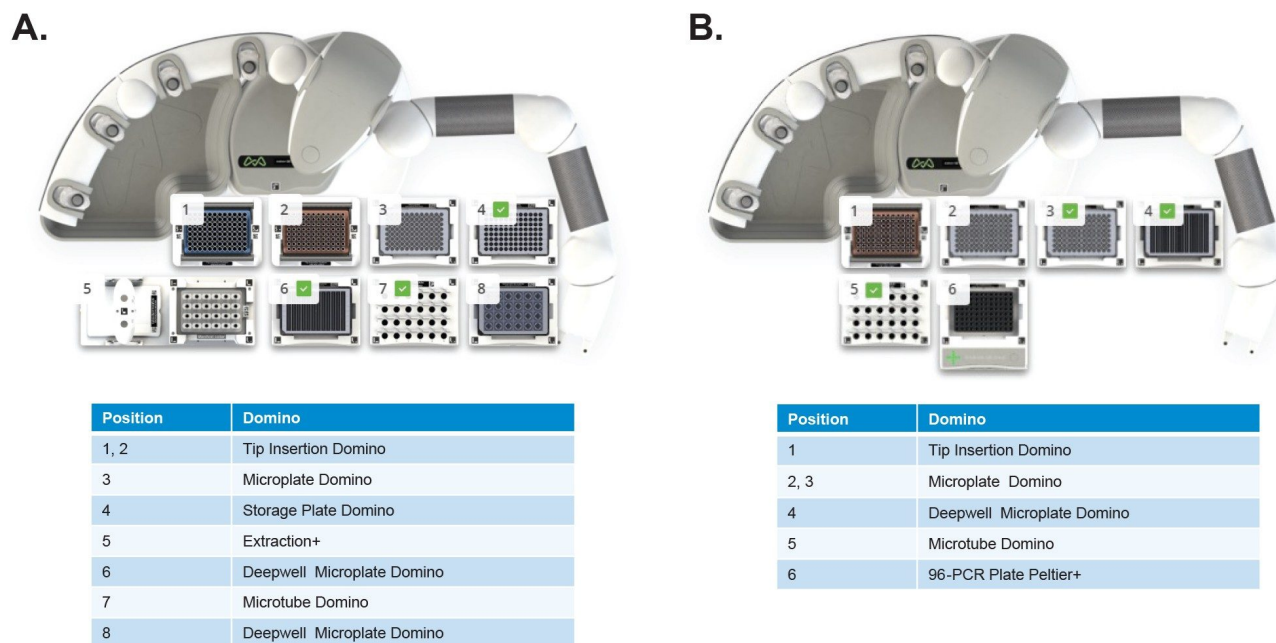 A.
B.
1
2
3
4
5
6
7
8
1
2
3
4
5
6
Position Domino
1, 2 Tip Insertion Domino
3 Microplate Domino
4 Storage Plate Domino
5 Extraction+
6 Deepwell Microplate Domino
7 Microtube Domino
8 Deepwell Microplate Domino
Position Domino
1 Tip Insertion Domino
2, 3 Microplate Domino
4 Deepwell Microplate Domino
5 Microtube Domino
6 96-PCR Plate Peltier+